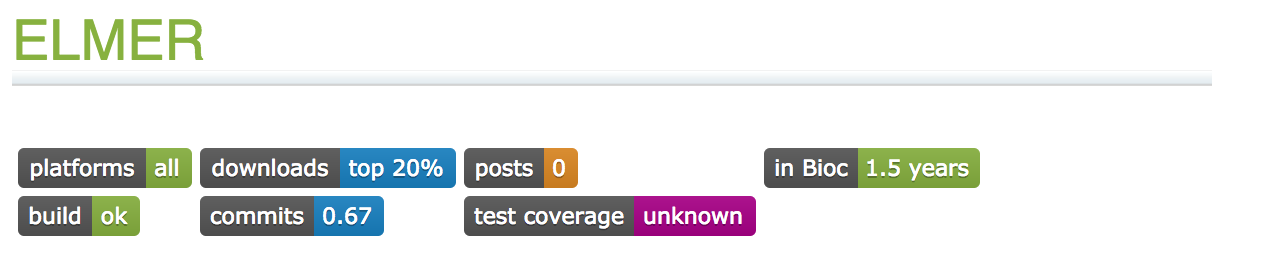 ELMER
platforms all downloads top 20% posts 0 in Bioc 1.5 years
build ok commits 0.67 test coverage unknown